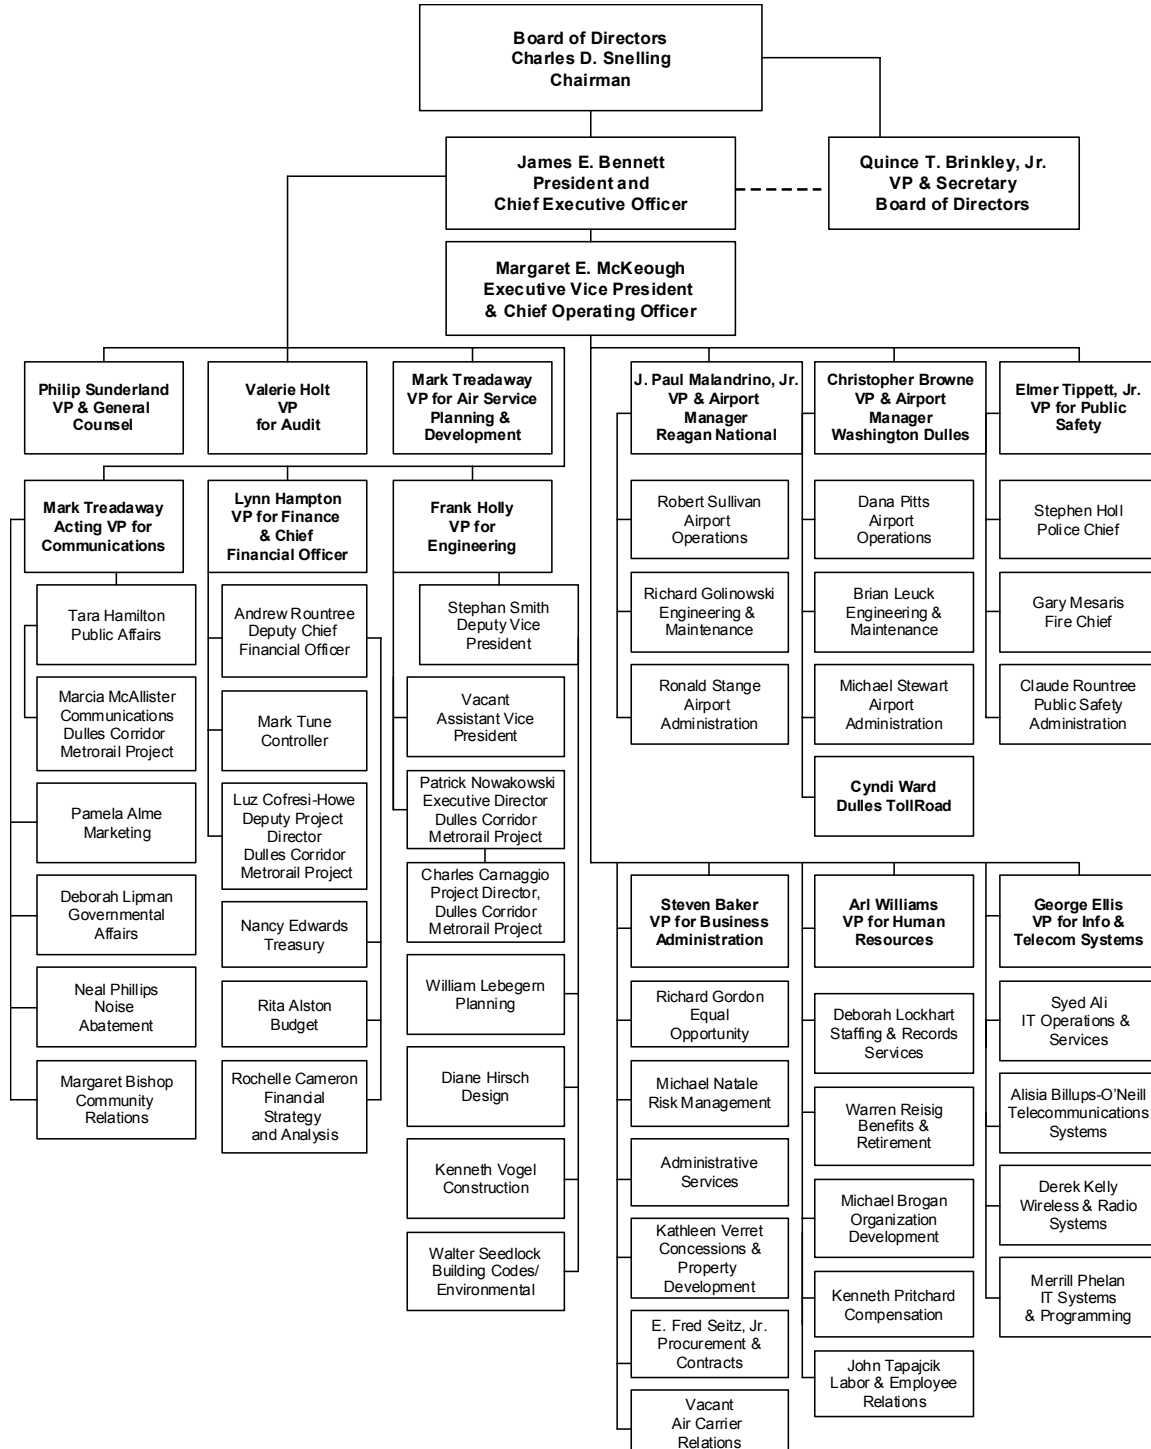 Board of Directors
Charles D. Snelling
Chairman
James E. Bennett
President and
Chief Executive Officer
Quince T. Brinkley, Jr.
VP & Secretary
Board of Directors
Margaret E. McKeough
Executive Vice President
& Chief Operating Officer
Philip Sunderland
VP & General
Counsel
Valerie Holt
VP
for Audit
Mark Treadaway
VP for Air Service
Planning &
Development
J. Paul Malandrino, Jr.
VP & Airport
Manager
Reagan National
Christopher Browne
VP & Airport
Manager
Washington Dulles
Elmer Tippett, Jr.
VP for Public
Safety
Mark Treadaway
Acting VP for
Communications
Lynn Hampton
VP for Finance
& Chief
Financial Officer
Frank Holly
VP for
Engineering
Robert Sullivan
Airport
Operations
Dana Pitts
Airport
Operations
Stephen Holl
Police Chief
Tara Hamilton
Public Affairs
Andrew Rountree
Deputy Chief
Financial Officer
Stephan Smith
Deputy Vice
President
Richard Golinowski
Engineering &
Maintenance
Brian Leuck
Engineering &
Maintenance
Gary Mesaris
Fire Chief
Marcia McAllister
Communications
Dulles Corridor
Metrorail Project
Mark Tune
Controller
Vacant
Assistant Vice
President
Ronald Stange
Airport
Administration
Michael Stewart
Airport
Administration
Claude Rountree
Public Safety
Administration
Pamela Alme
Marketing
Luz Cofresi-Howe
Deputy Project
Director
Dulles Corridor
Metrorail Project
Patrick Nowakowski
Executive Director
Dulles Corridor
Metrorail Project
Cyndi Ward
Dulles TollRoad
Deborah Lipman
Governmental
Affairs
Nancy Edwards
Treasury
Charles Carnaggio
Project Director,
Dulles Corridor
Metrorail Project
Steven Baker
VP for Business
Administration
Arl Williams
VP for Human
Resources
George Ellis
VP for Info &
Telecom Systems
Neal Phillips
Noise
Abatement
Rita Alston
Budget
William Lebegern
Planning
Richard Gordon
Equal
Opportunity
Deborah Lockhart
Staffing & Records
Services
Syed Ali
IT Operations &
Services
Margaret Bishop
Community
Relations
Rochelle Cameron
Financial
Strategy
and Analysis
Diane Hirsch
Design
Michael Natale
Risk Management
Warren Reisig
Benefits &
Retirement
Alisia Billups-O’Neill
Telecommunications
Systems
Kenneth Vogel
Construction
Administrative
Services
Michael Brogan
Organization
Development
Derek Kelly
Wireless & Radio
Systems
Walter Seedlock
Building Codes/
Environmental
Kathleen Verret
Concessions &
Property
Development
Kenneth Pritchard
Compensation
Merrill Phelan
IT Systems
& Programming
E. Fred Seitz, Jr.
Procurement &
Contracts
John Tapajcik
Labor & Employee
Relations
Vacant
Air Carrier
Relations